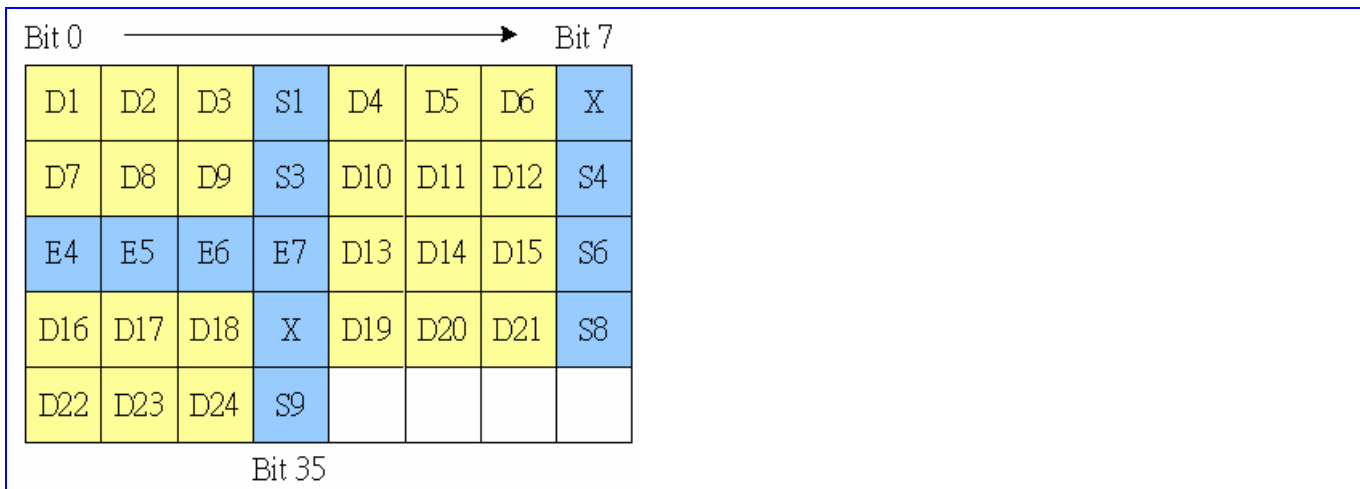 Bit 0 Bit 7
D1 D2 D3 S1 D4 D5 D6 X
D7 D8 D9 S3 D10 D11 D12 S4
E4 E5 E6 E7 D13 D14 D15 S6
D16 D17 D18 X D19 D20 D21 S8
D22 D23 D24 S9
Bit 35